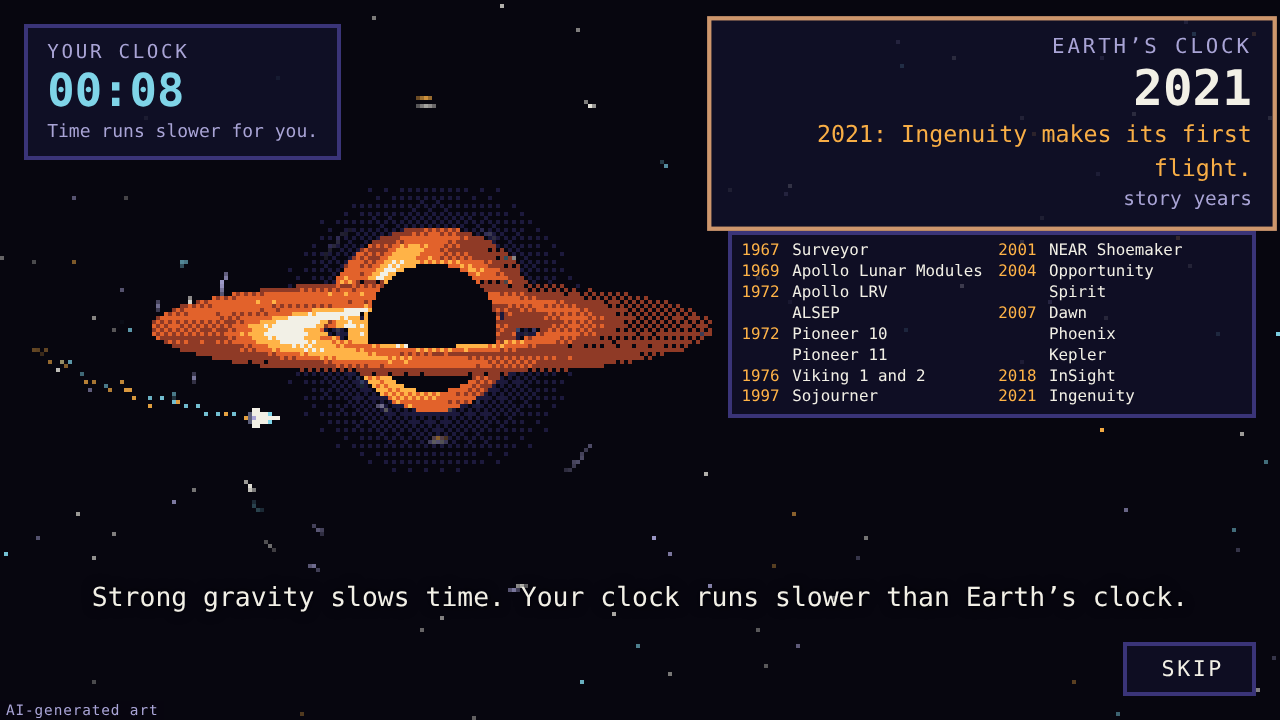 YOUR CLOCK
00:08
Time runs slower for you.
EARTH’S CLOCK
2021
2021: Ingenuity makes its first
flight.
story years
1967 Surveyor
1969 Apollo Lunar Modules
1972 Apollo LRV
ALSEP
1972 Pioneer 10
Pioneer 11
1976 Viking 1 and 2
1997 Sojourner
2001 NEAR Shoemaker
2004 Opportunity
Spirit
2007 Dawn
Phoenix
Kepler
2018 InSight
2021 Ingenuity
Strong gravity slows time. Your clock runs slower than Earth’s clock.
SKIP
AI-generated art